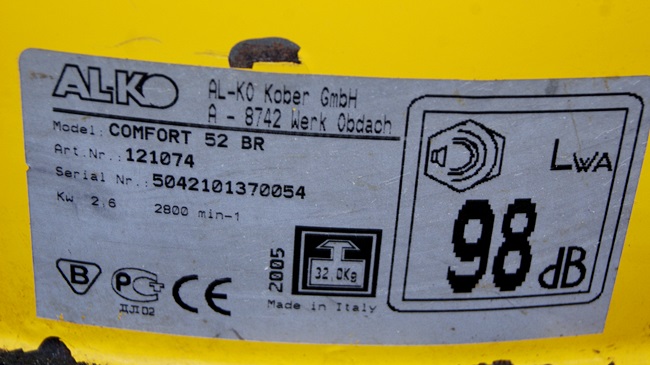 AL-KO
AL-KO Kober GmbH
A - 8742 Werk Obdach
Model: COMFORT 52 BR
Art.Nr.: 121074
Serial Nr.: 5042101370054
Kw 2,6 2800 min-1
LWA
98 dB
B
PC
CE
2005
32,0Kg
Made in Italy